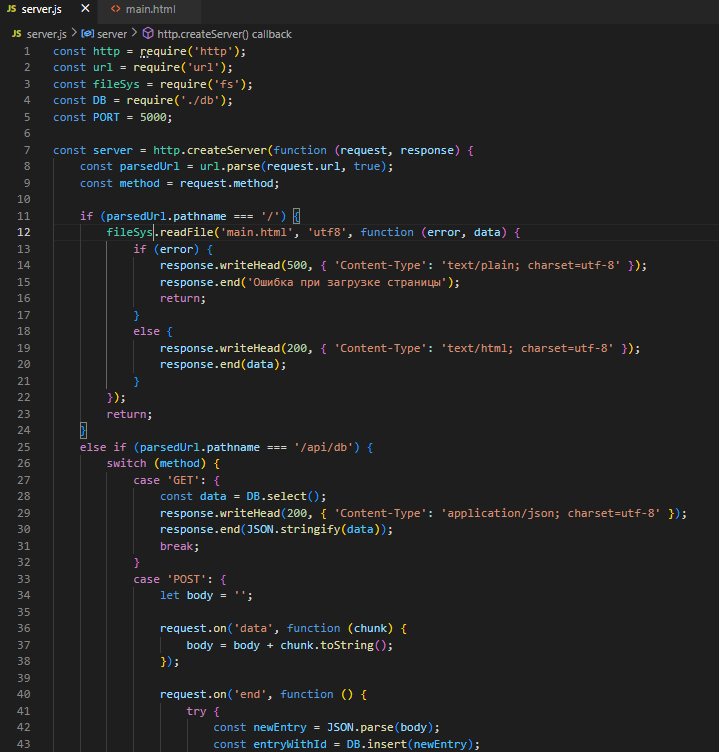 JS server.js × <> main.html
JS server.js > server > http.createServer() callback
1 const http = require('http');
2 const url = require('url');
3 const fileSys = require('fs');
4 const DB = require('./db');
5 const PORT = 5000;
6
7 const server = http.createServer(function (request, response) {
8     const parsedUrl = url.parse(request.url, true);
9     const method = request.method;
10
11     if (parsedUrl.pathname === '/') {
12         fileSys.readFile('main.html', 'utf8', function (error, data) {
13             if (error) {
14                 response.writeHead(500, { 'Content-Type': 'text/plain; charset=utf-8' });
15                 response.end('Ошибка при загрузке страницы');
16                 return;
17             }
18             else {
19                 response.writeHead(200, { 'Content-Type': 'text/html; charset=utf-8' });
20                 response.end(data);
21             }
22         });
23         return;
24     }
25     else if (parsedUrl.pathname === '/api/db') {
26         switch (method) {
27             case 'GET': {
28                 const data = DB.select();
29                 response.writeHead(200, { 'Content-Type': 'application/json; charset=utf-8' });
30                 response.end(JSON.stringify(data));
31                 break;
32             }
33             case 'POST': {
34                 let body = '';
35
36                 request.on('data', function (chunk) {
37                     body = body + chunk.toString();
38                 });
39
40                 request.on('end', function () {
41                     try {
42                         const newEntry = JSON.parse(body);
43                         const entryWithId = DB.insert(newEntry);